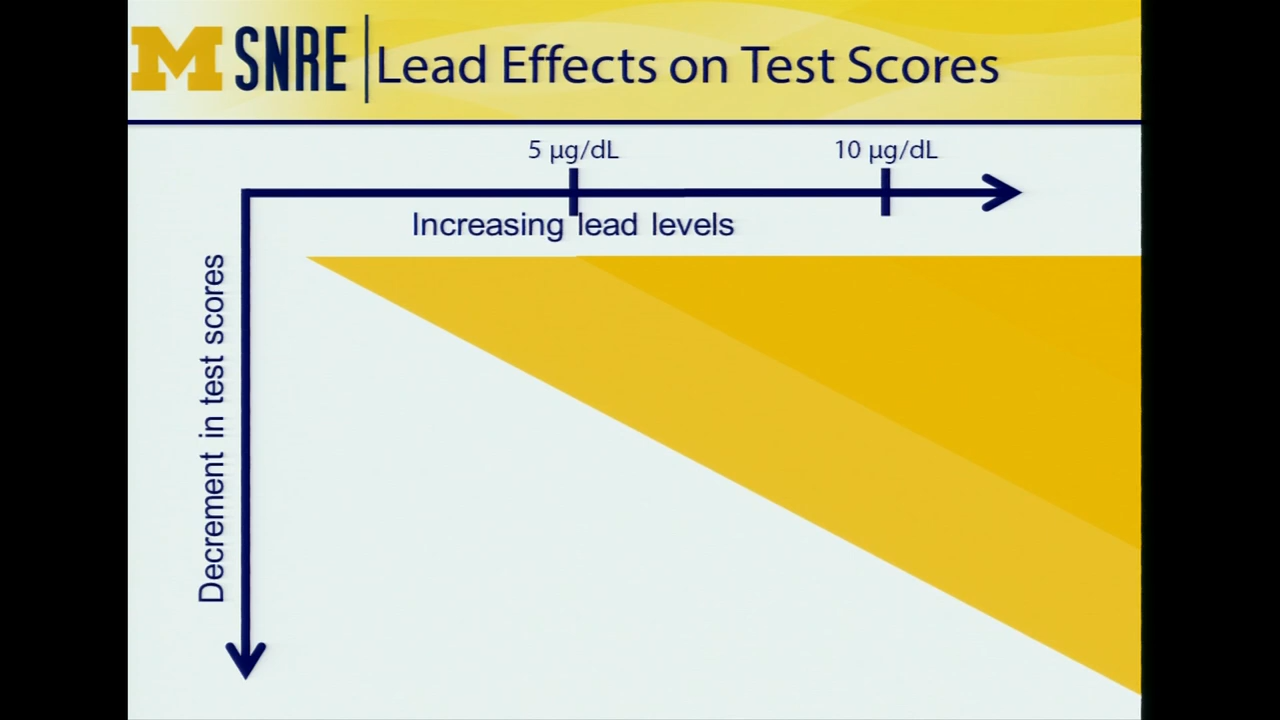 M SNRE Lead Effects on Test Scores
5 µg/dL
10 µg/dL
Increasing lead levels
Decrement in test scores